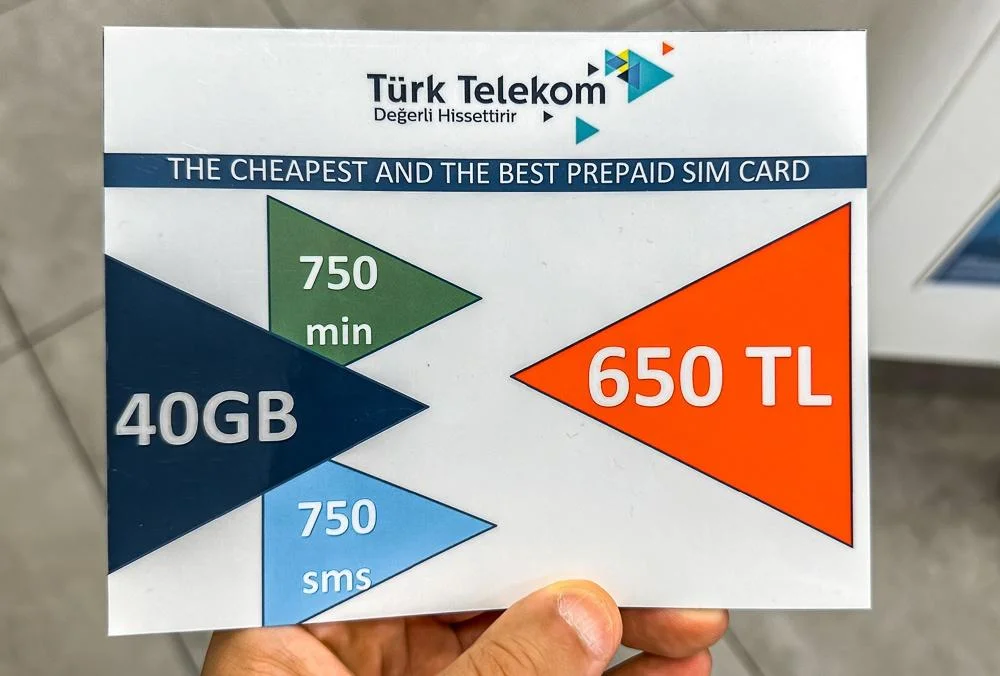 Türk Telekom
Değerli Hissettirir
THE CHEAPEST AND THE BEST PREPAID SIM CARD
750
min
40GB
650 TL
750
sms